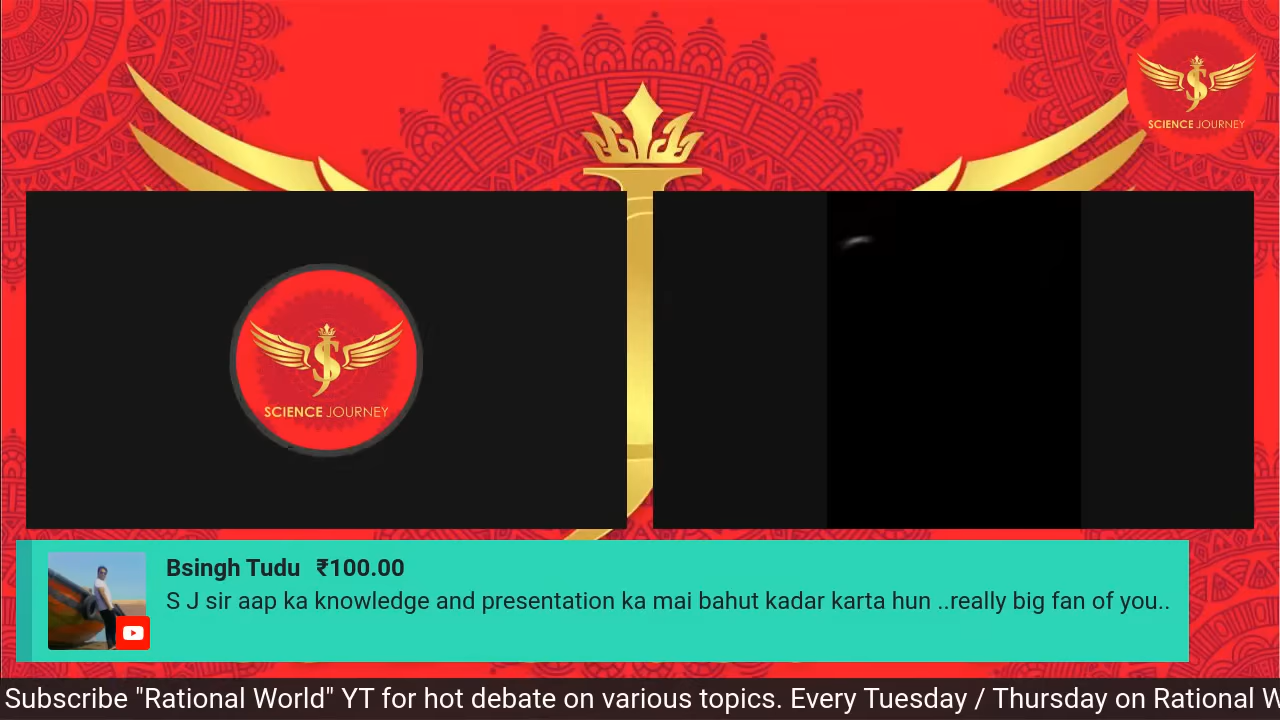 SCIENCE JOURNEY
SCIENCE JOURNEY
Bsingh Tudu ₹100.00
S J sir aap ka knowledge and presentation ka mai bahut kadar karta hun ..really big fan of you..
Subscribe "Rational World" YT for hot debate on various topics. Every Tuesday / Thursday on Rational